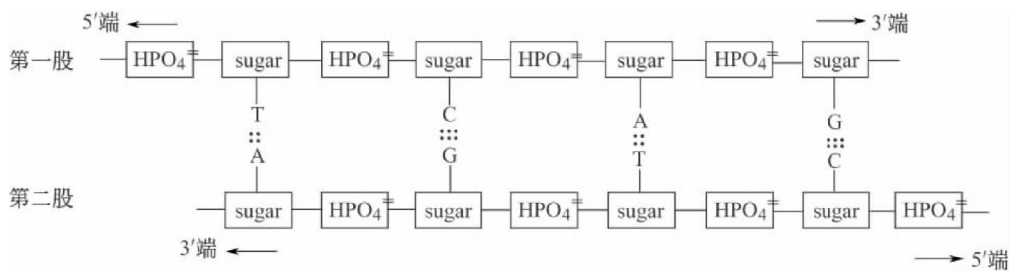 5′端 3′端
第一股 HPO₄⁼ sugar HPO₄⁼ sugar HPO₄⁼ sugar HPO₄⁼ sugar
T C A G
A G T C
第二股 sugar HPO₄⁼ sugar HPO₄⁼ sugar HPO₄⁼ sugar HPO₄⁼
3′端 5′端